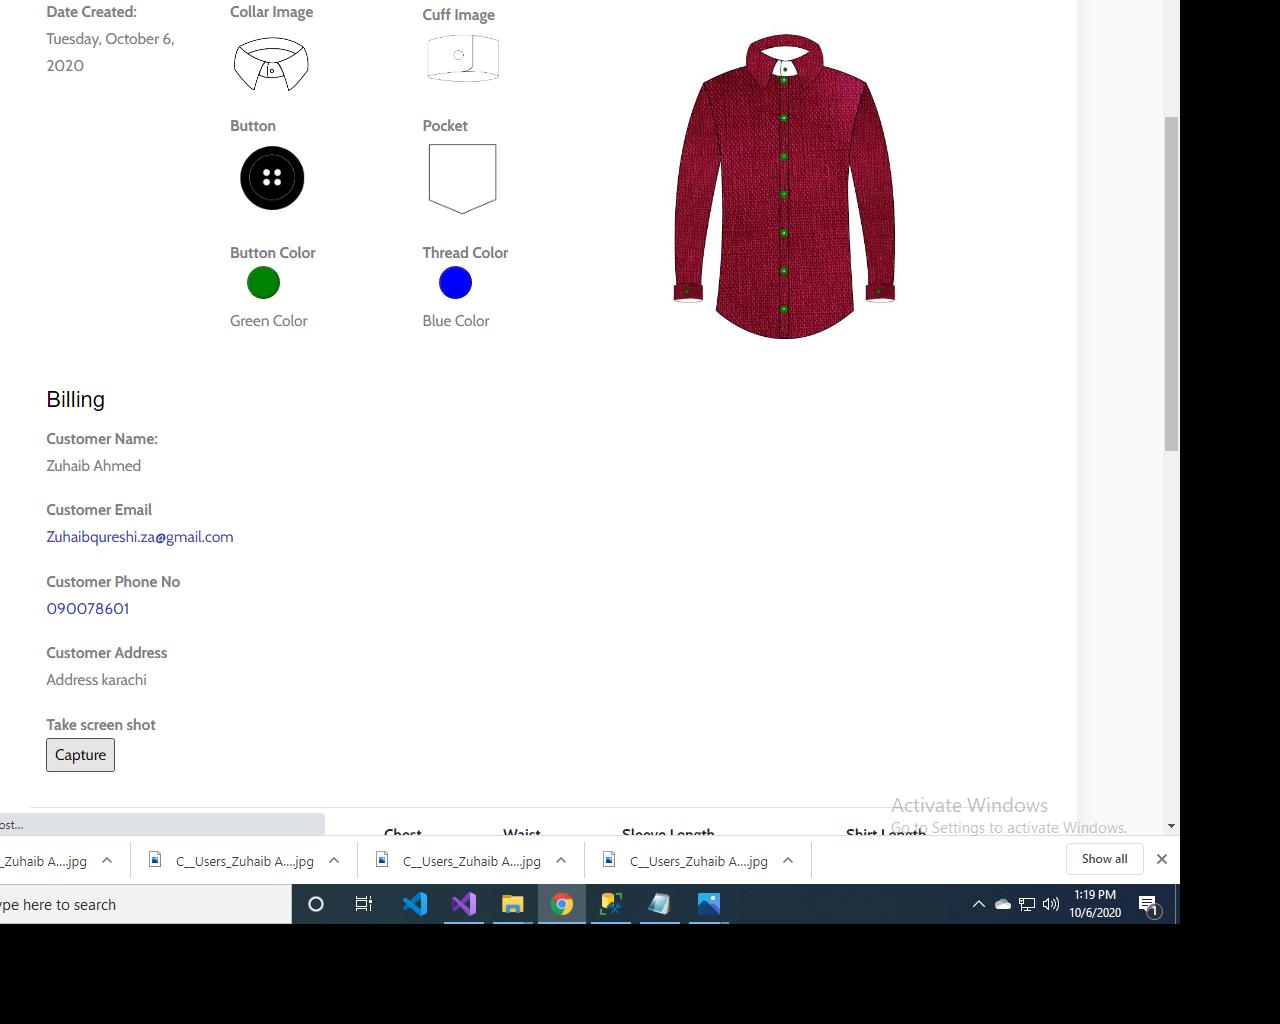 Date Created:
Tuesday, October 6,
2020
Collar Image
Cuff Image
Button
Pocket
Button Color
Thread Color
Green Color
Blue Color
Billing
Customer Name:
Zuhaib Ahmed
Customer Email
Zuhaibqureshi.za@gmail.com
Customer Phone No
090078601
Customer Address
Address karachi
Take screen shot
Capture
Activate Windows
Go to Settings to activate Windows.
ost...
Chest Waist Sleeve Length Shirt Length
_Zuhaib A....jpg
C__Users_Zuhaib A....jpg
C__Users_Zuhaib A....jpg
C__Users_Zuhaib A....jpg
Show all
ype here to search
1:19 PM
10/6/2020
1